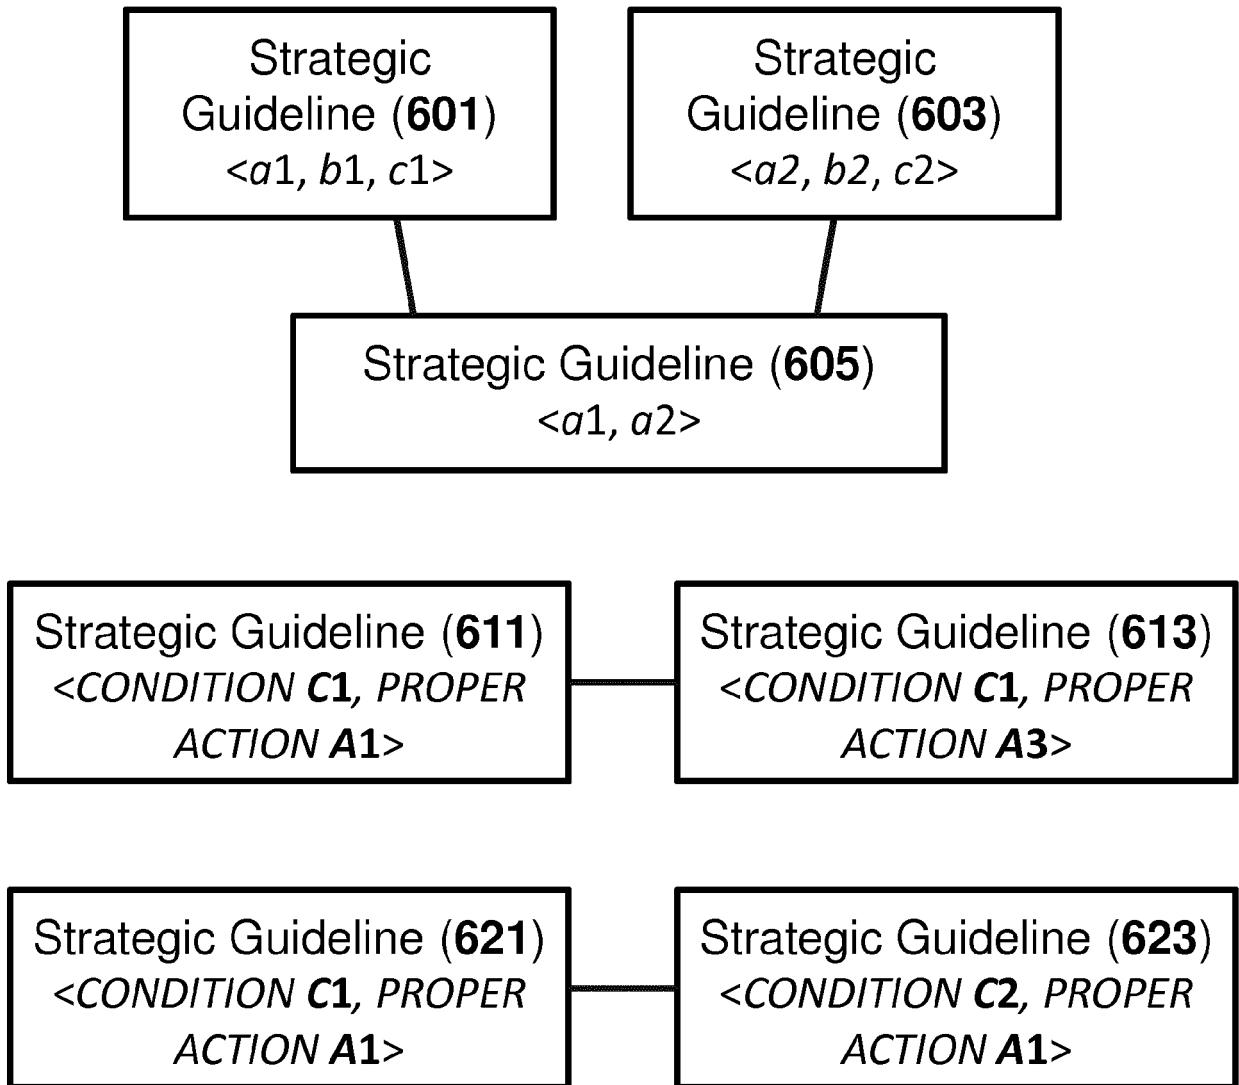 Strategic
Guideline (601)
<a1, b1, c1>
Strategic
Guideline (603)
<a2, b2, c2>
Strategic Guideline (605)
<a1, a2>
Strategic Guideline (611)
<CONDITION C1, PROPER
ACTION A1>
Strategic Guideline (613)
<CONDITION C1, PROPER
ACTION A3>
Strategic Guideline (621)
<CONDITION C1, PROPER
ACTION A1>
Strategic Guideline (623)
<CONDITION C2, PROPER
ACTION A1>